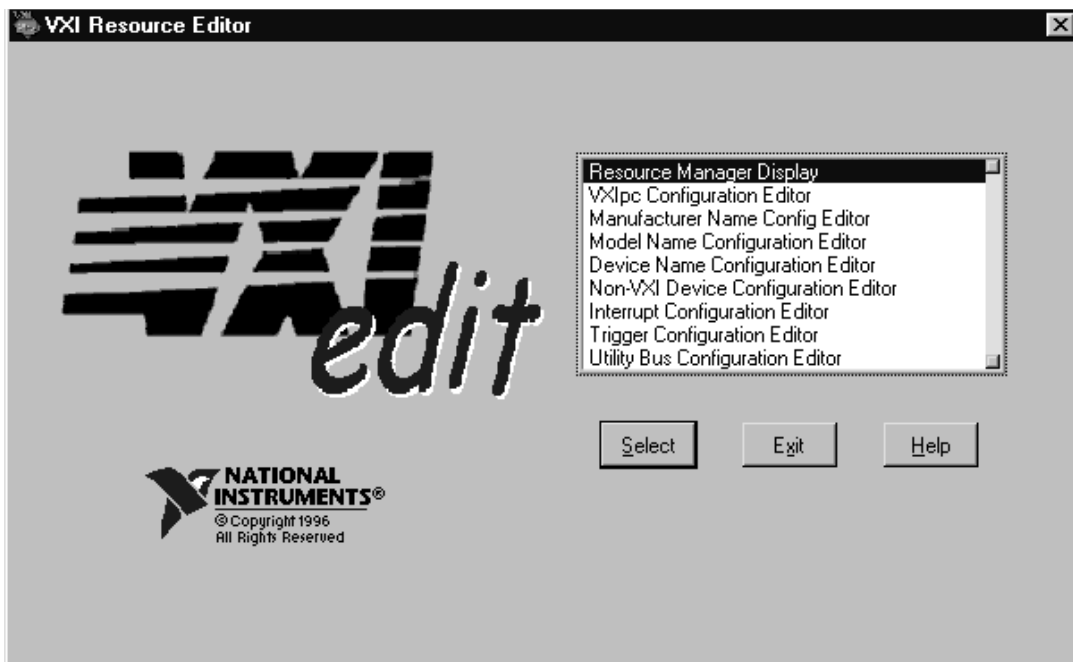 VXI Resource Editor
VXI
edit
NATIONAL
INSTRUMENTS®
© Copyright 1996
All Rights Reserved
Resource Manager Display
VXIpc Configuration Editor
Manufacturer Name Config Editor
Model Name Configuration Editor
Device Name Configuration Editor
Non-VXI Device Configuration Editor
Interrupt Configuration Editor
Trigger Configuration Editor
Utility Bus Configuration Editor
Select Exit Help